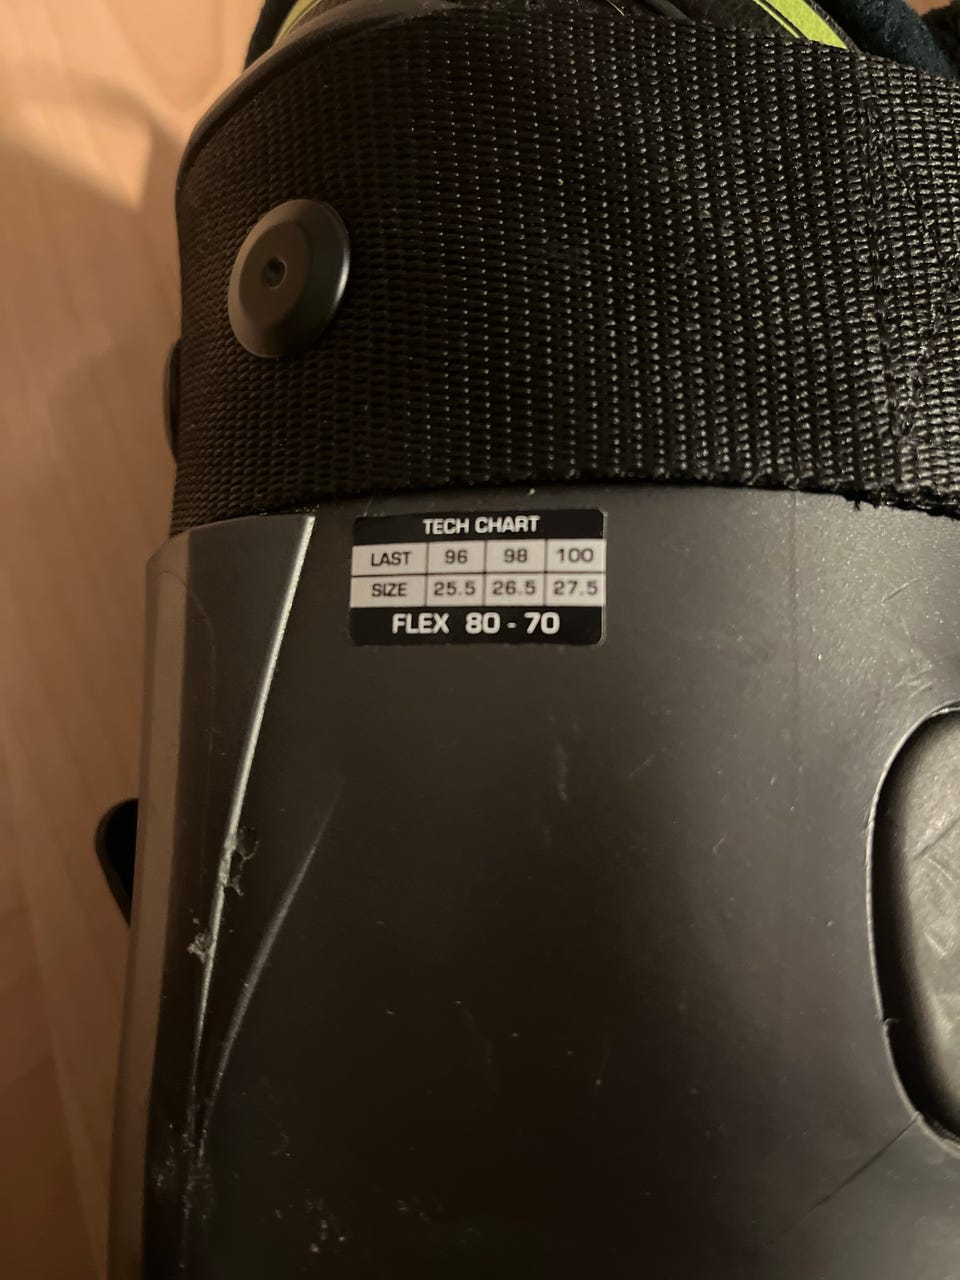 TECH CHART
LAST 96 98 100
SIZE 25.5 26.5 27.5
FLEX 80 - 70